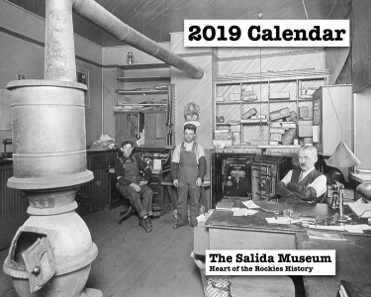 2019 Calendar
The Salida Museum
Heart of the Rockies History